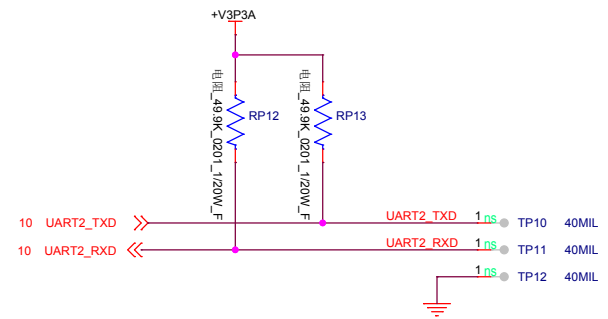 +V3P3A
电阻_49.9K_0201_1/20W_F
RP12
电阻_49.9K_0201_1/20W_F
RP13
10 UART2_TXD UART2_TXD 1 ns TP10 40MIL
10 UART2_RXD UART2_RXD 1 ns TP11 40MIL
1 ns TP12 40MIL